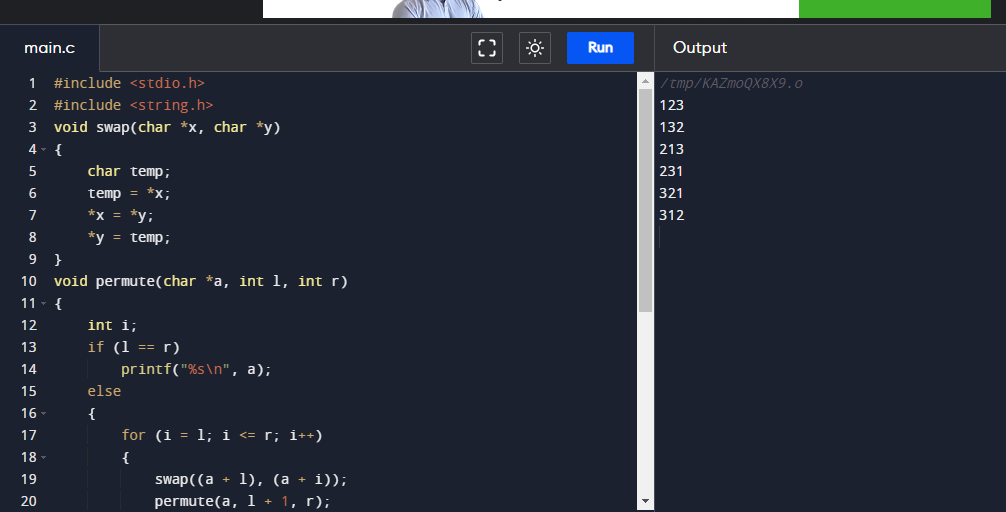 main.c
Run
Output
1 #include <stdio.h>
2 #include <string.h>
3 void swap(char *x, char *y)
4 {
5 char temp;
6 temp = *x;
7 *x = *y;
8 *y = temp;
9 }
10 void permute(char *a, int l, int r)
11 {
12 int i;
13 if (l == r)
14 printf("%s\n", a);
15 else
16 {
17 for (i = l; i <= r; i++)
18 {
19 swap((a + l), (a + i));
20 permute(a, l + 1, r);
/tmp/KAZmoQX8X9.o
123
132
213
231
321
312